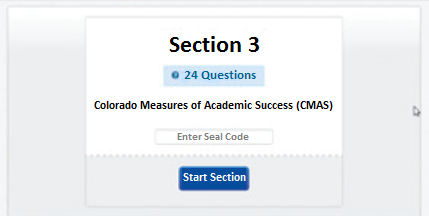 Section 3
24 Questions
Colorado Measures of Academic Success (CMAS)
Enter Seal Code
Start Section